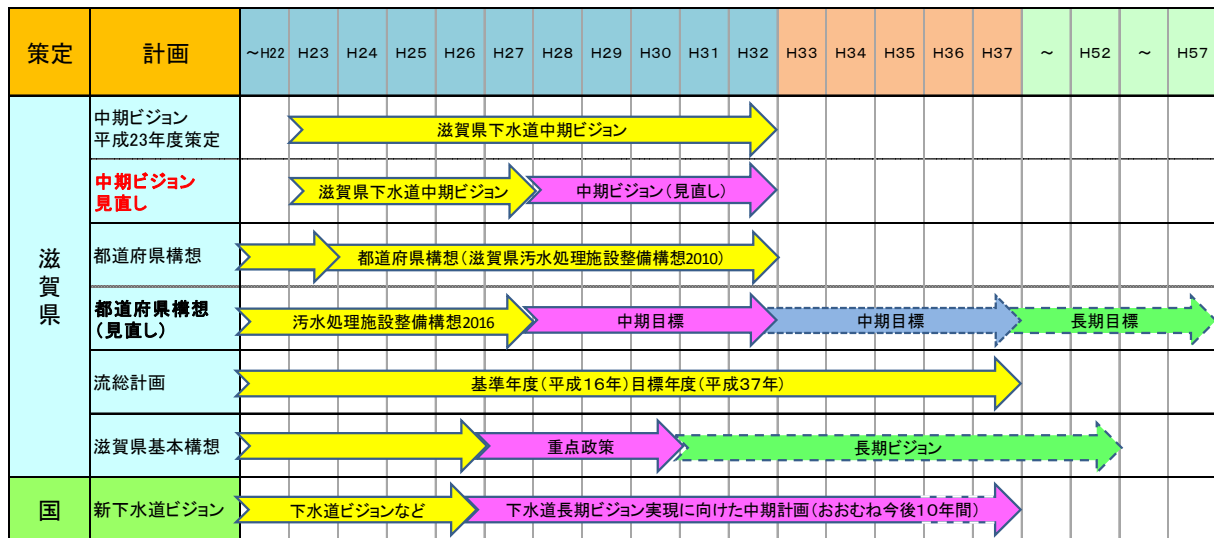 策定 計画 ～H22 H23 H24 H25 H26 H27 H28 H29 H30 H31 H32 H33 H34 H35 H36 H37 ～ H52 ～ H57
滋賀県
中期ビジョン
平成23年度策定
滋賀県下水道中期ビジョン
中期ビジョン
見直し
滋賀県下水道中期ビジョン 中期ビジョン（見直し）
都道府県構想
都道府県構想（滋賀県汚水処理施設整備構想2010）
都道府県構想
（見直し）
汚水処理施設整備構想2016 中期目標 中期目標 長期目標
流総計画
基準年度（平成１６年）目標年度（平成３７年）
滋賀県基本構想
重点政策 長期ビジョン
国
新下水道ビジョン
下水道ビジョンなど 下水道長期ビジョン実現に向けた中期計画（おおむね今後１０年間）